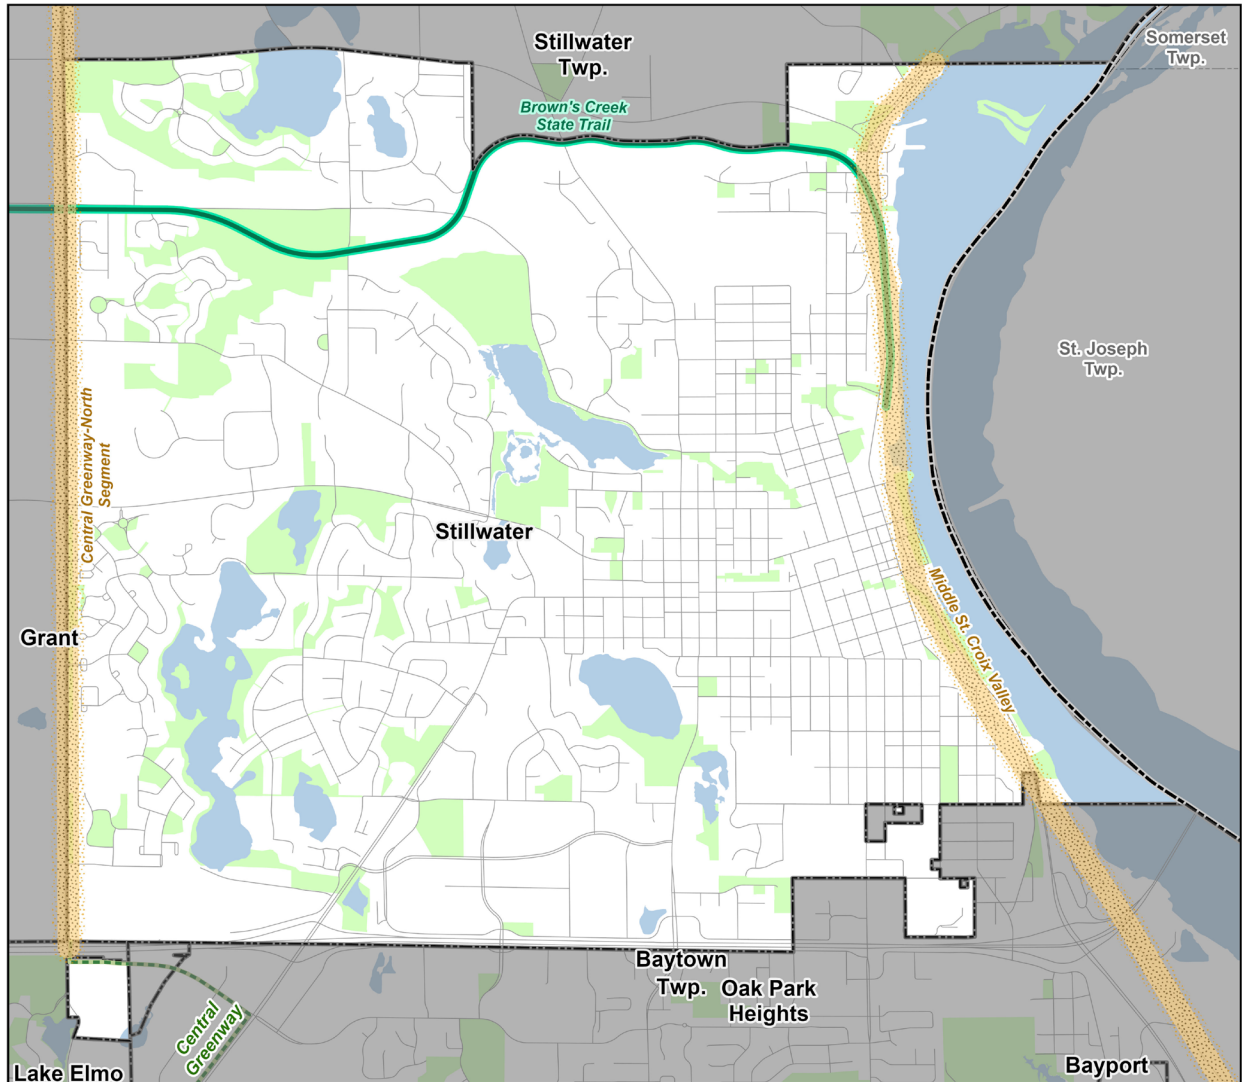 Stillwater
Twp.
Somerset
Twp.
Brown's Creek
State Trail
St. Joseph
Twp.
Central Greenway-North
Segment
Stillwater
Middle St. Croix Valley
Grant
Baytown
Twp.
Oak Park
Heights
Central
Greenway
Lake Elmo
Bayport